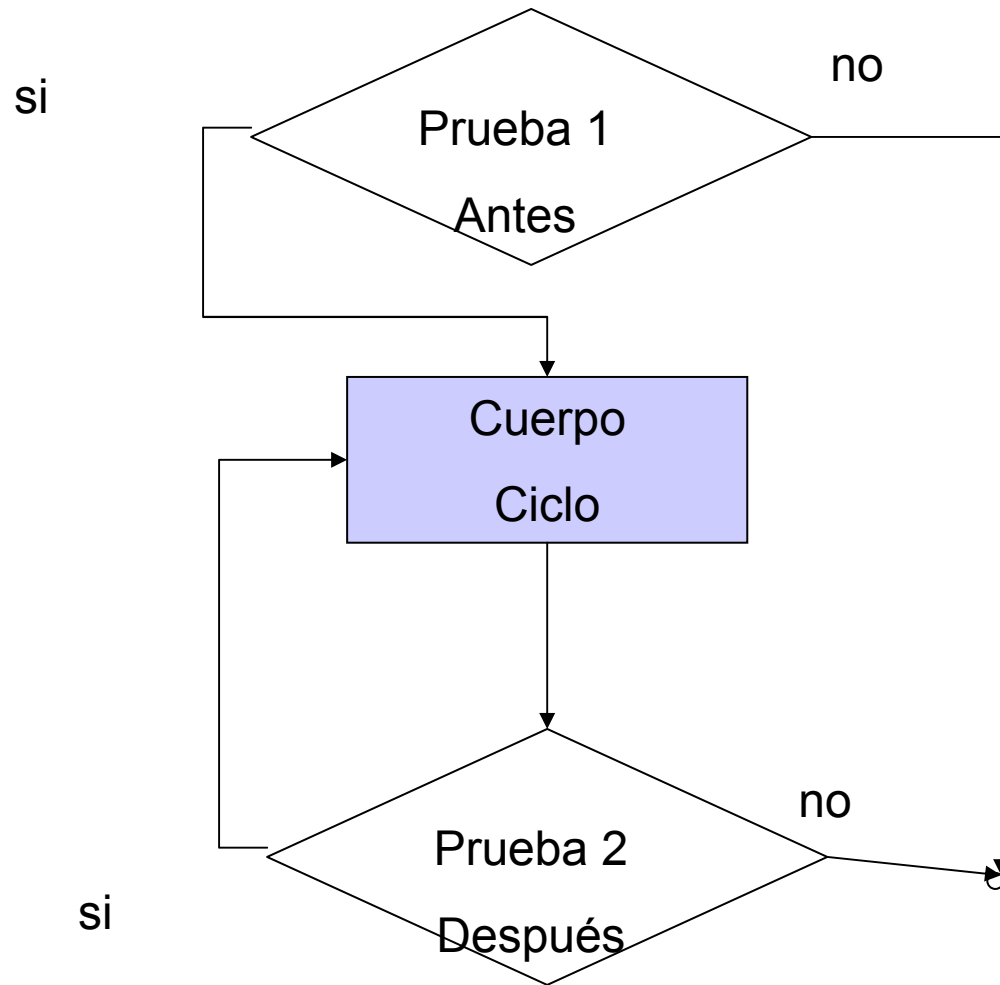 no
si
Prueba 1
Antes
Cuerpo
Ciclo
no
Prueba 2
Después
si